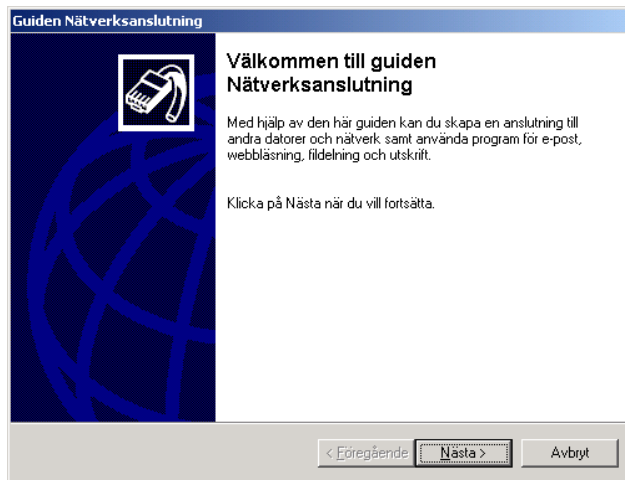 Guiden Nätverksanslutning
Välkommen till guiden
Nätverksanslutning
Med hjälp av den här guiden kan du skapa en anslutning till
andra datorer och nätverk samt använda program för e-post,
webbläsning, fildelning och utskrift.
Klicka på Nästa när du vill fortsätta.
< Föregående
Nästa >
Avbryt